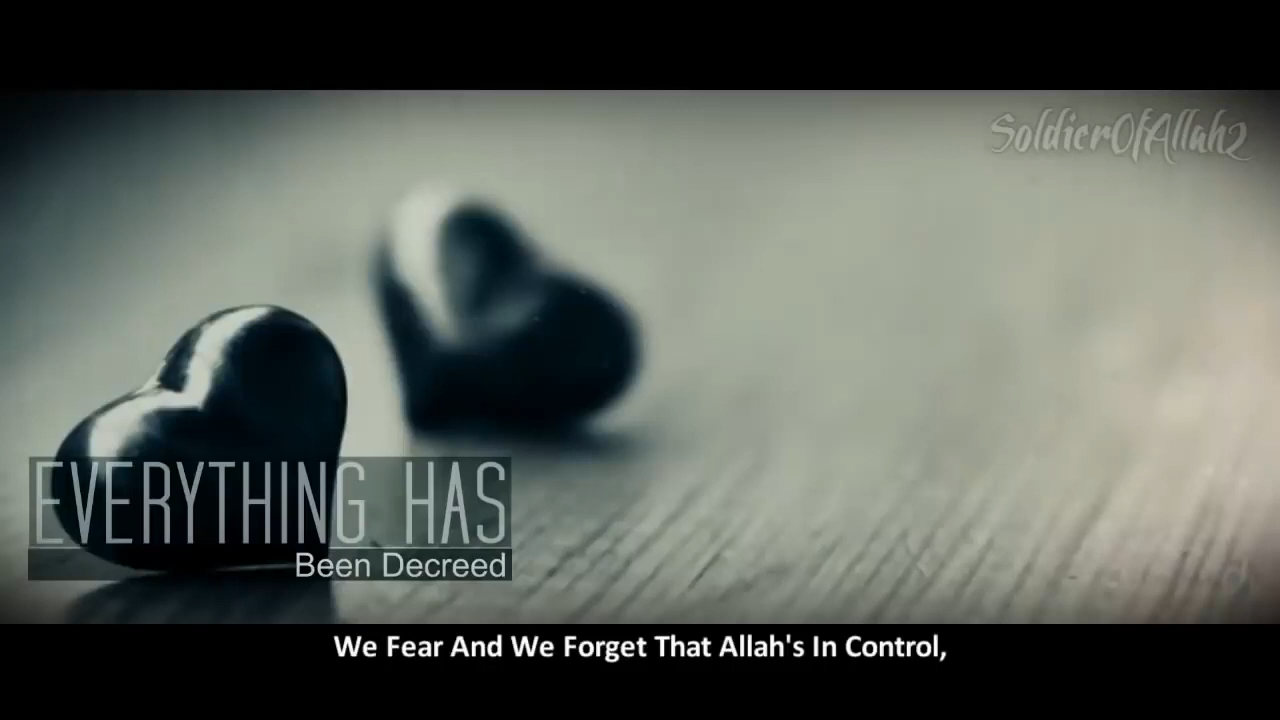 SoldierOfAllah2
EVERYTHING HAS
Been Decreed
We Fear And We Forget That Allah's In Control,